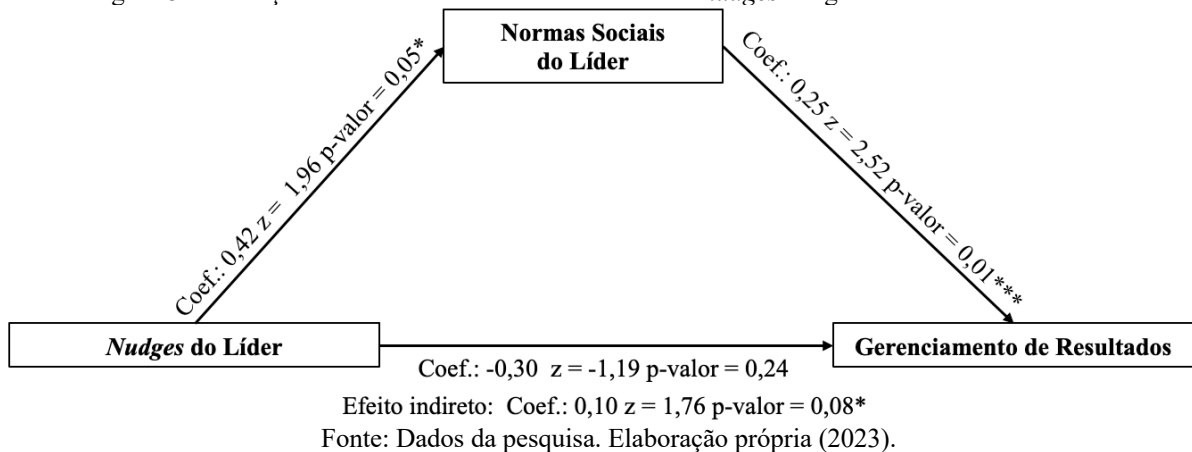 Normas Sociais
do Líder
Coef.: 0,42 z = 1,96 p-valor = 0,05*
Coef.: 0,25 z = 2,52 p-valor = 0,01***
Nudges do Líder
Gerenciamento de Resultados
Coef.: -0,30 z = -1,19 p-valor = 0,24
Efeito indireto: Coef.: 0,10 z = 1,76 p-valor = 0,08*
Fonte: Dados da pesquisa. Elaboração própria (2023).